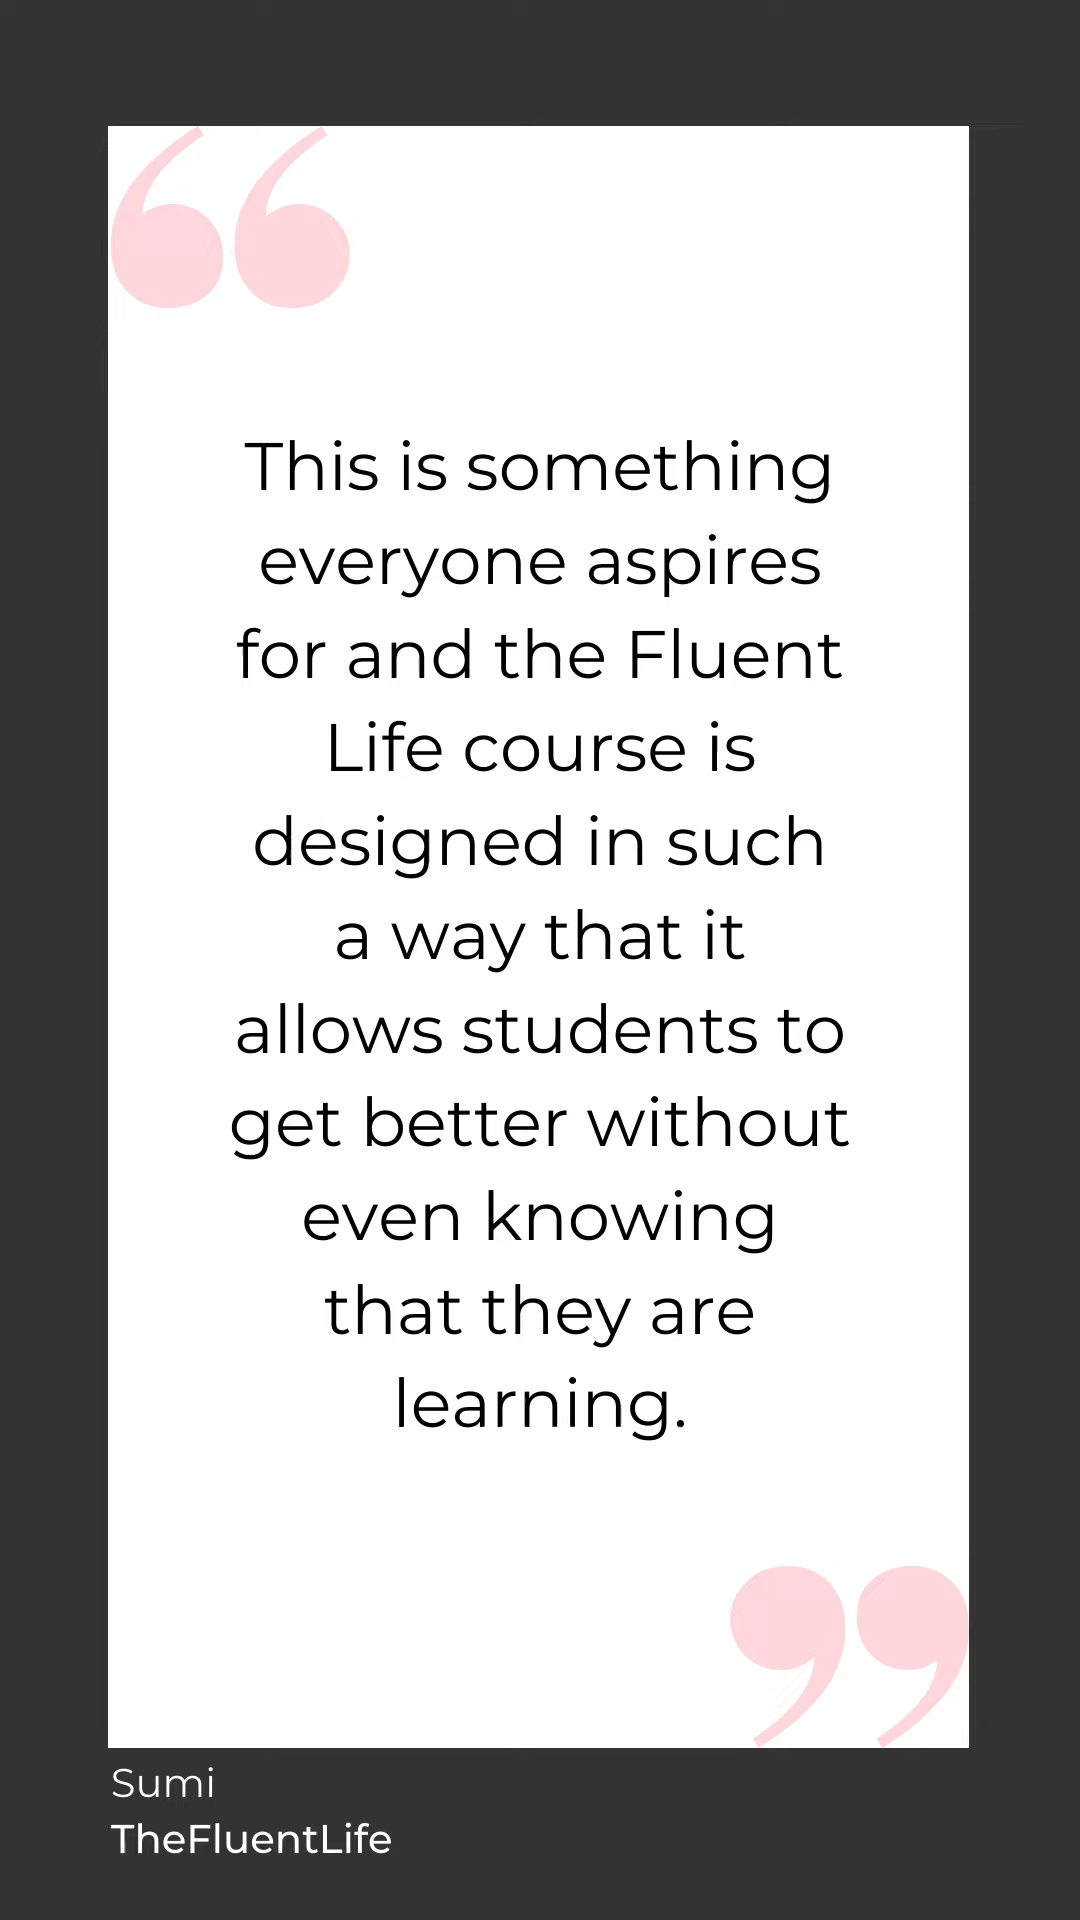 This is something
everyone aspires
for and the Fluent
Life course is
designed in such
a way that it
allows students to
get better without
even knowing
that they are
learning.
Sumi
TheFluentLife